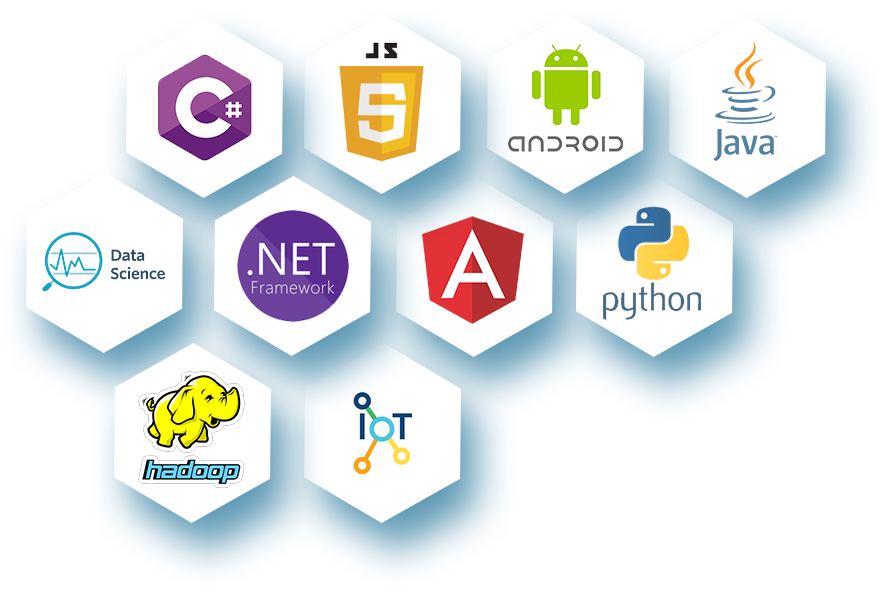 C#
JS
5
ANDROID
Java
Data
Science
.NET
Framework
A
python
hadoop
IoT